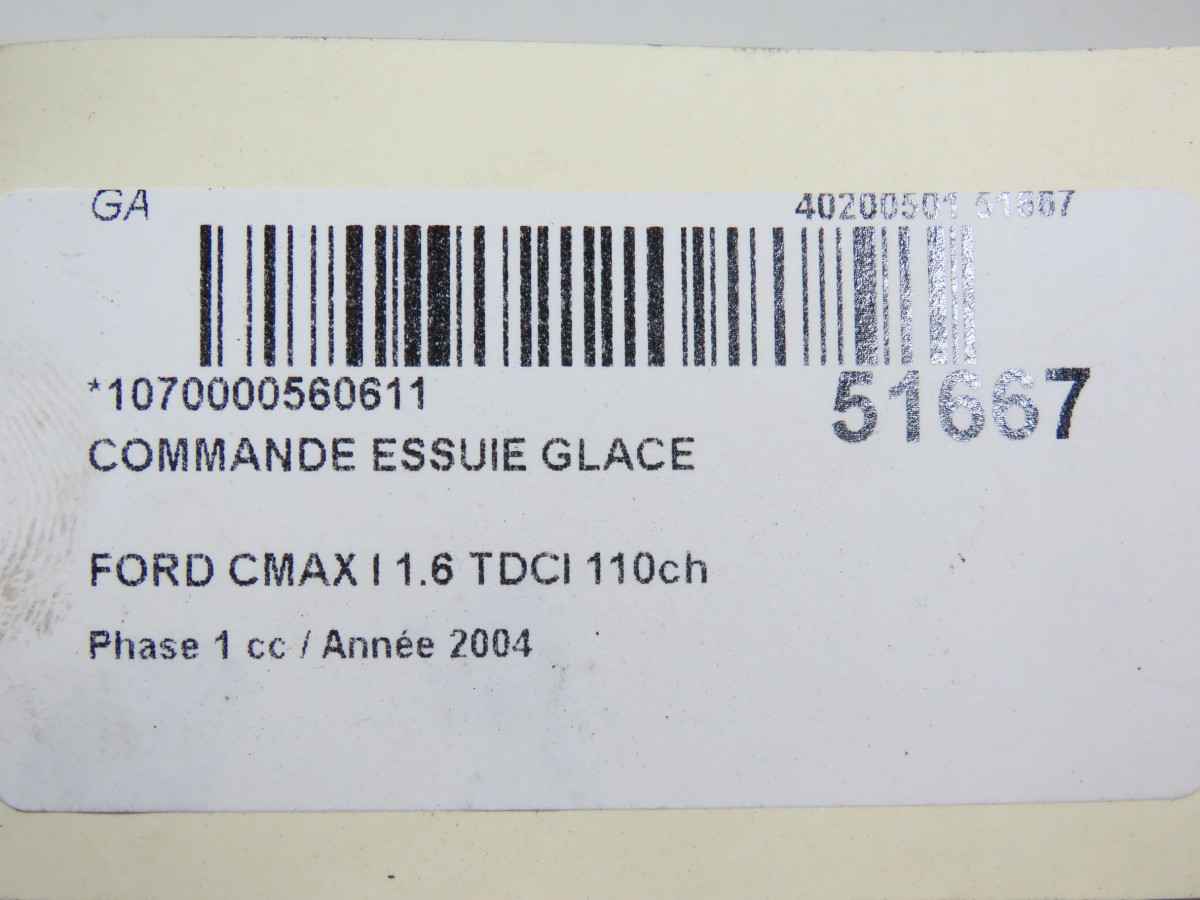 GA 40200501 51667
*1070000560611
51667
COMMANDE ESSUIE GLACE
FORD CMAX I 1.6 TDCI 110ch
Phase 1 cc / Année 2004